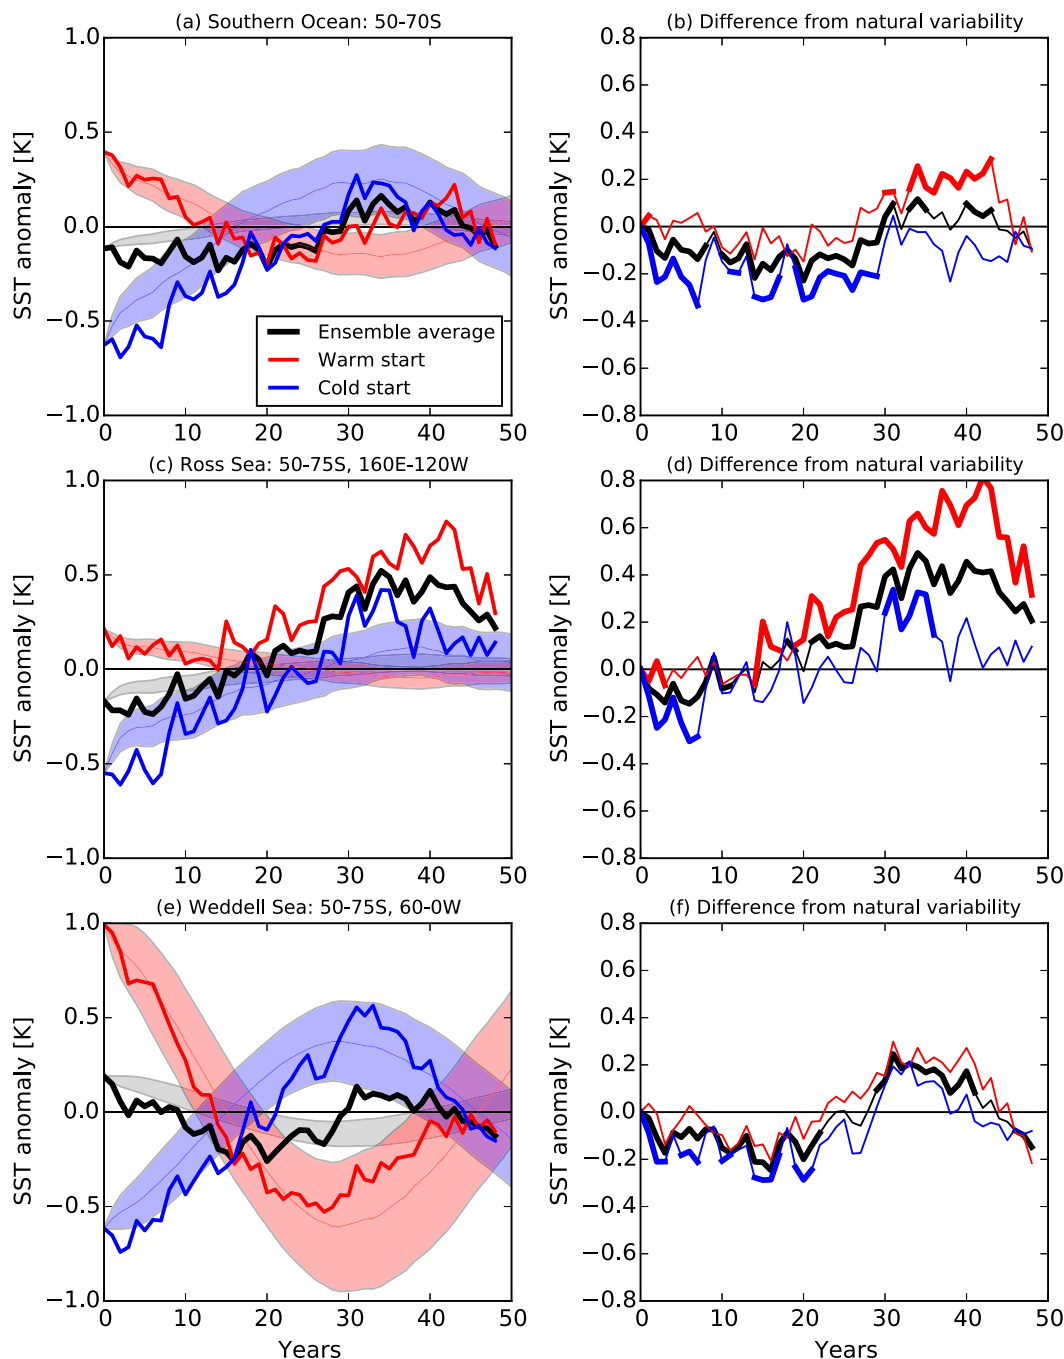 (a) Southern Ocean: 50-70S
(b) Difference from natural variability
SST anomaly [K]
1.0
0.5
0.0
−0.5
−1.0
0 10 20 30 40 50
Ensemble average
Warm start
Cold start
SST anomaly [K]
0.8
0.6
0.4
0.2
0.0
−0.2
−0.4
−0.6
−0.8
0 10 20 30 40 50
(c) Ross Sea: 50-75S, 160E-120W
(d) Difference from natural variability
SST anomaly [K]
1.0
0.5
0.0
−0.5
−1.0
0 10 20 30 40 50
SST anomaly [K]
0.8
0.6
0.4
0.2
0.0
−0.2
−0.4
−0.6
−0.8
0 10 20 30 40 50
(e) Weddell Sea: 50-75S, 60-0W
(f) Difference from natural variability
SST anomaly [K]
1.0
0.5
0.0
−0.5
−1.0
0 10 20 30 40 50
Years
SST anomaly [K]
0.8
0.6
0.4
0.2
0.0
−0.2
−0.4
−0.6
−0.8
0 10 20 30 40 50
Years